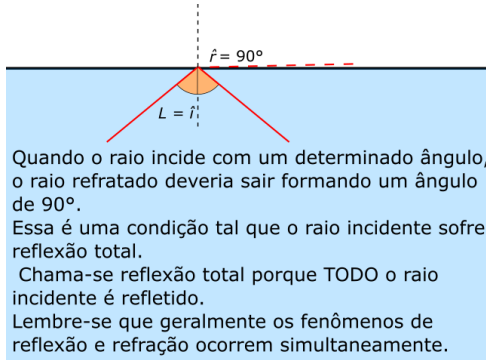 r̂ = 90°
L = î
Quando o raio incide com um determinado ângulo,
o raio refratado deveria sair formando um ângulo
de 90°.
Essa é uma condição tal que o raio incidente sofre
reflexão total.
Chama-se reflexão total porque TODO o raio
incidente é refletido.
Lembre-se que geralmente os fenômenos de
reflexão e refração ocorrem simultaneamente.